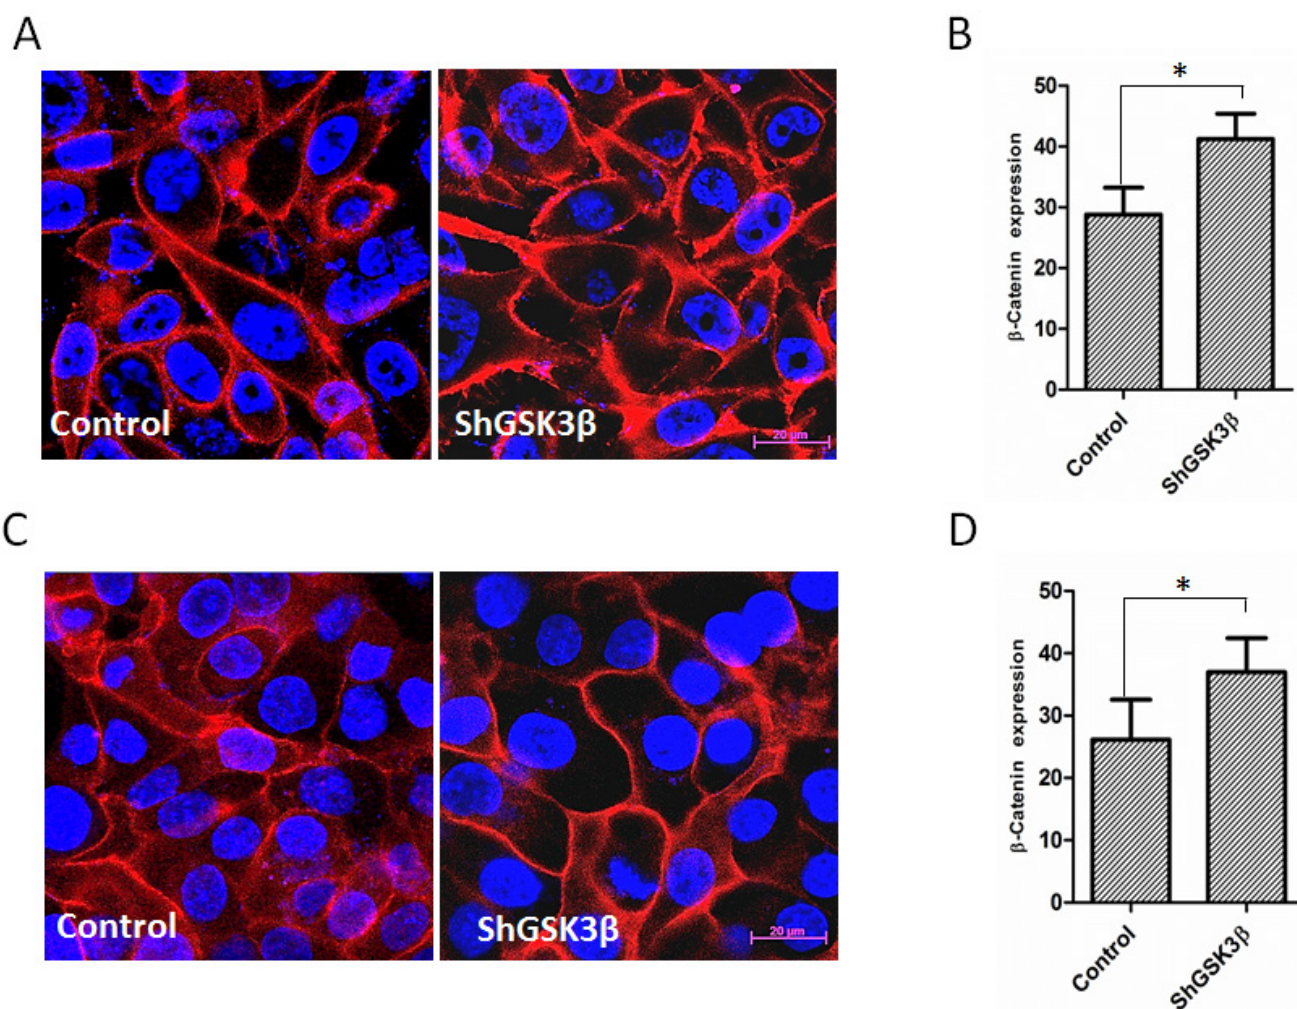 A
B
Control
ShGSK3β
20 µm
β-Catenin expression
50
40
30
20
10
0
*
Control
ShGSK3β
C
D
Control
ShGSK3β
20 µm
β-Catenin expression
50
40
30
20
10
0
*
Control
ShGSK3β